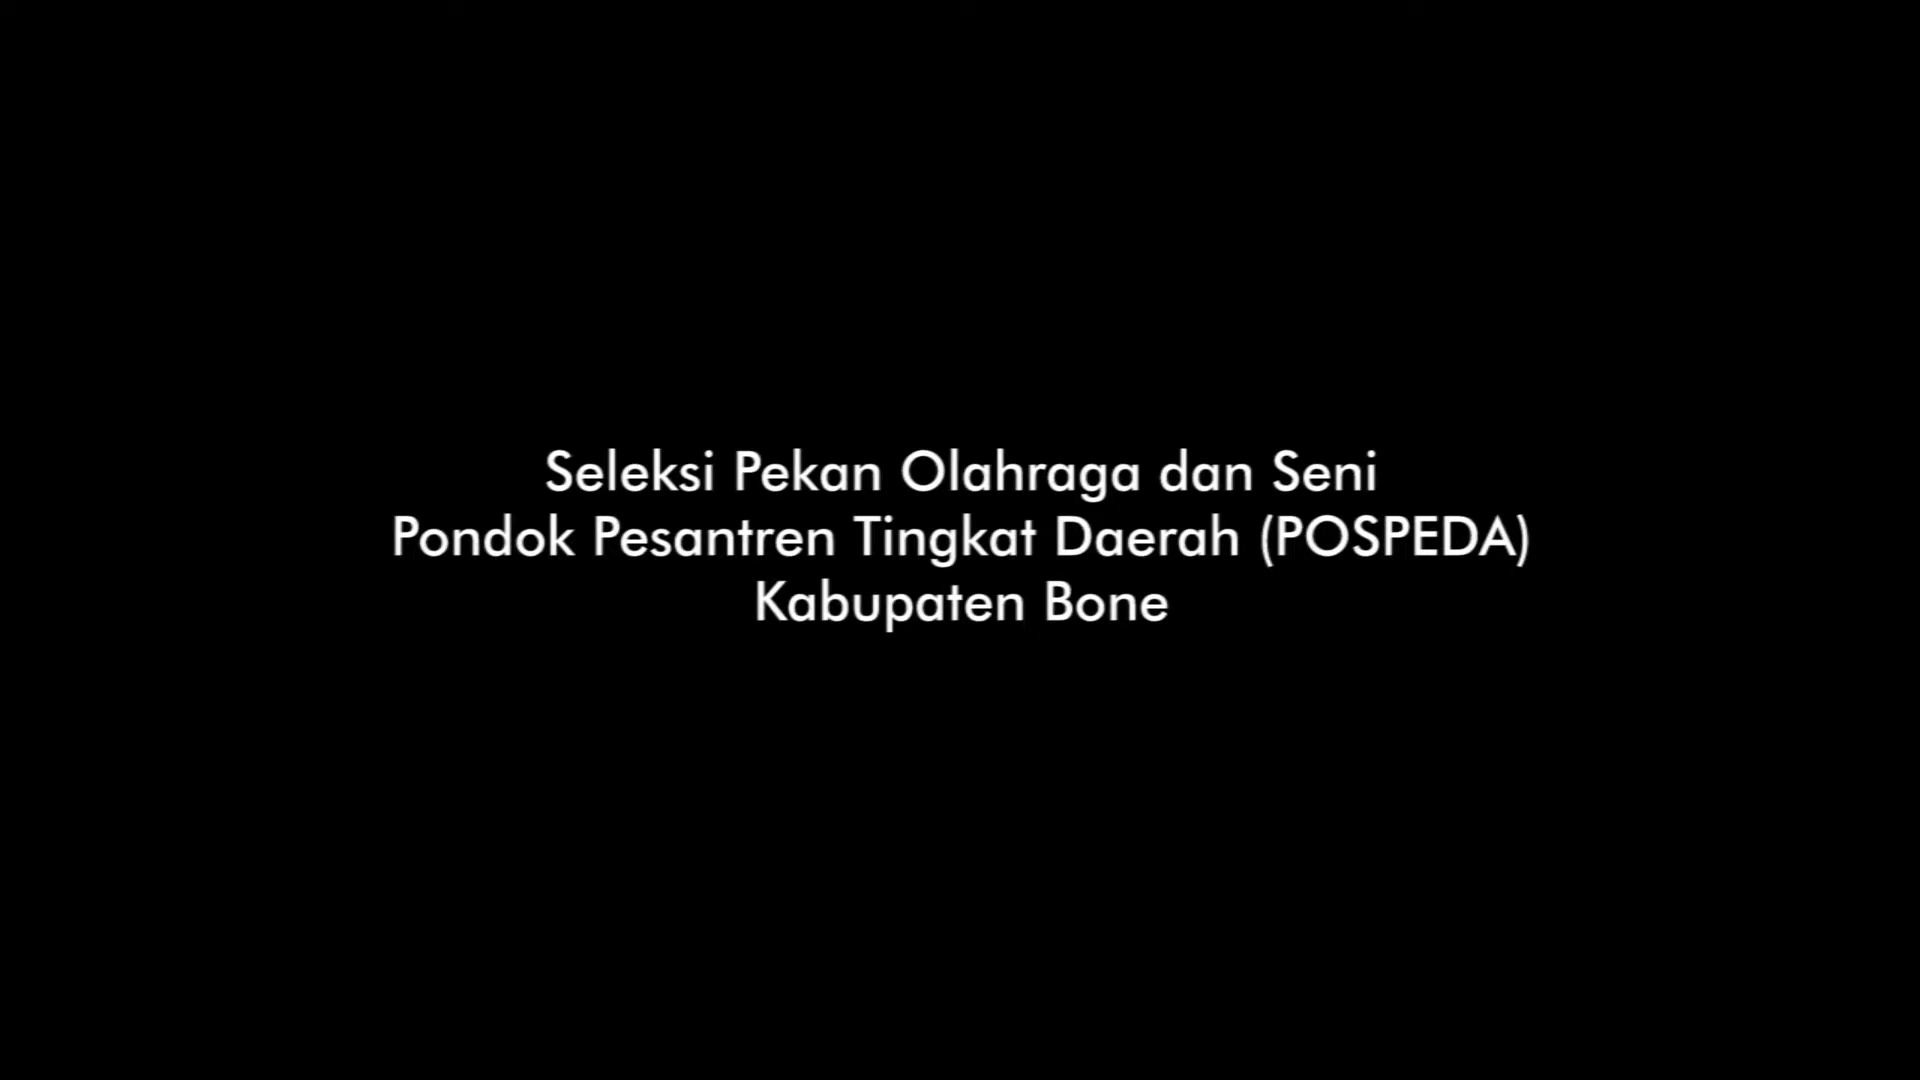 Seleksi Pekan Olahraga dan Seni
Pondok Pesantren Tingkat Daerah (POSPEDA)
Kabupaten Bone